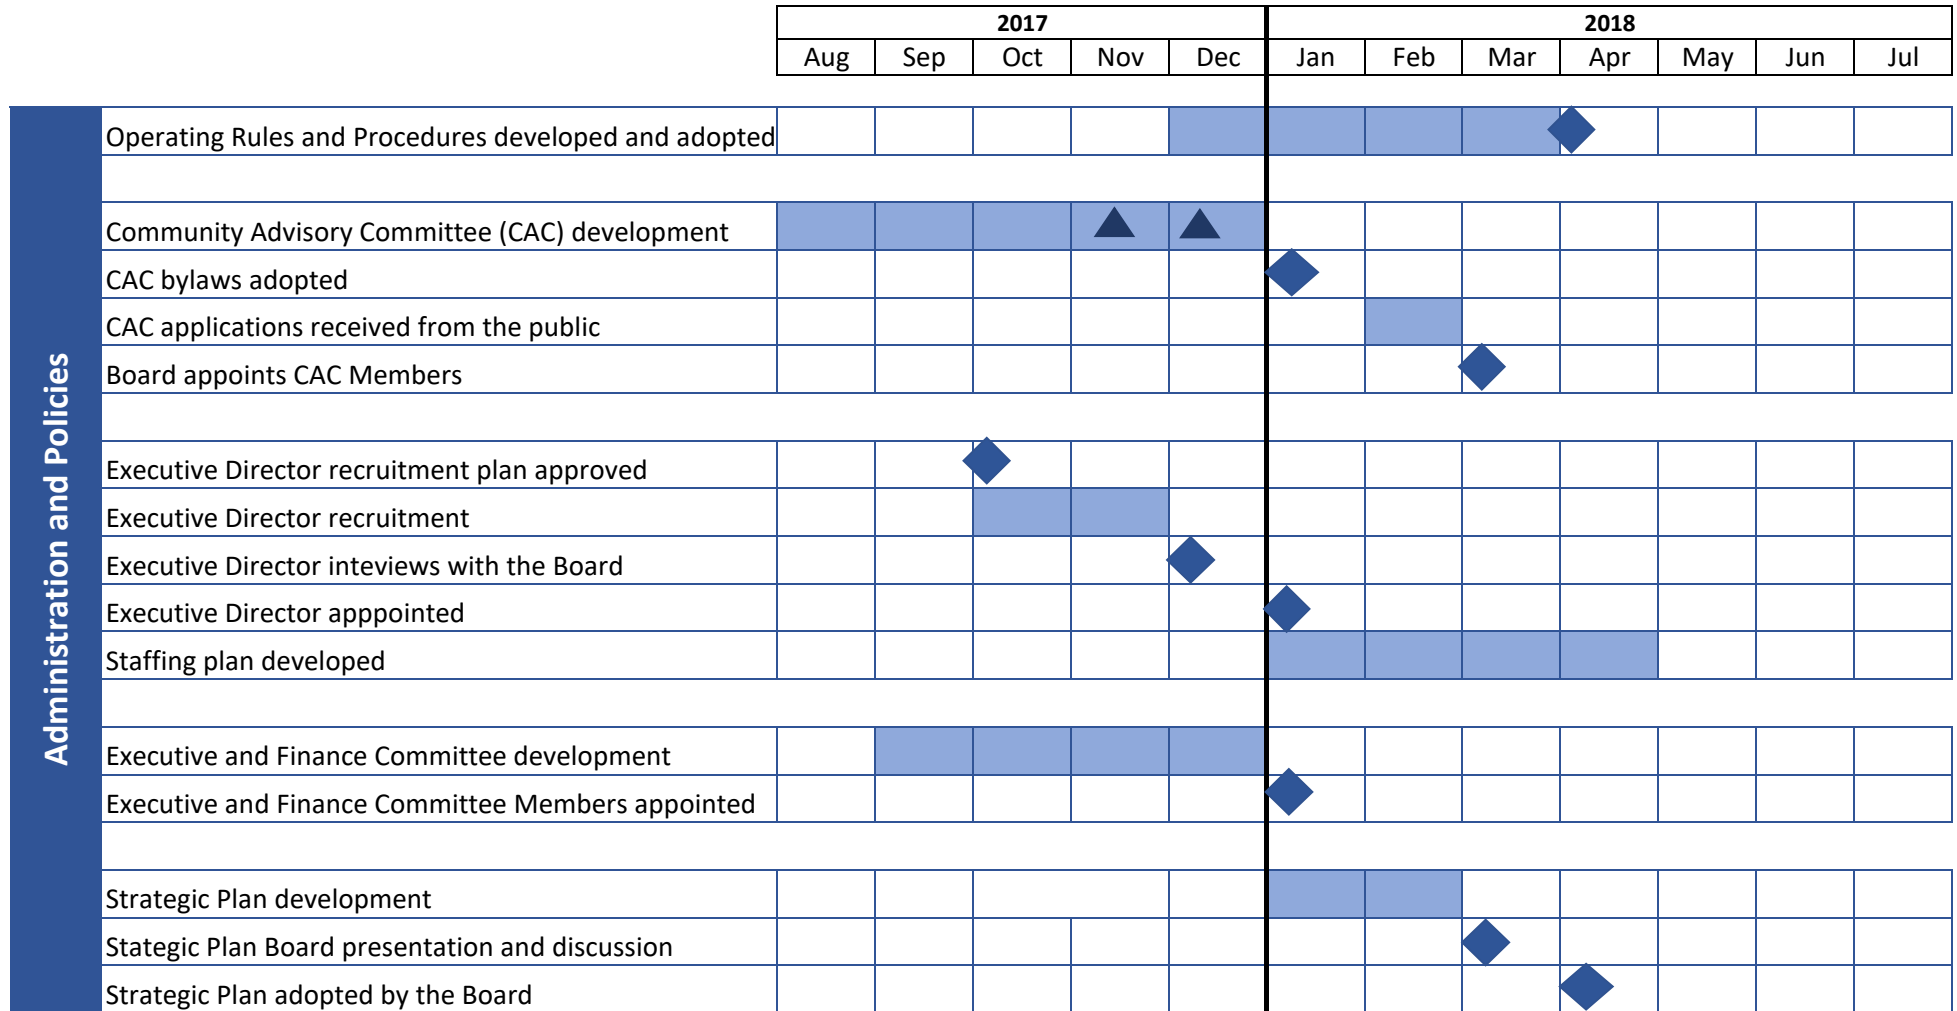 2017 2018
Aug Sep Oct Nov Dec Jan Feb Mar Apr May Jun Jul
Administration and Policies
Operating Rules and Procedures developed and adopted
Community Advisory Committee (CAC) development
CAC bylaws adopted
CAC applications received from the public
Board appoints CAC Members
Executive Director recruitment plan approved
Executive Director recruitment
Executive Director inteviews with the Board
Executive Director apppointed
Staffing plan developed
Executive and Finance Committee development
Executive and Finance Committee Members appointed
Strategic Plan development
Stategic Plan Board presentation and discussion
Strategic Plan adopted by the Board